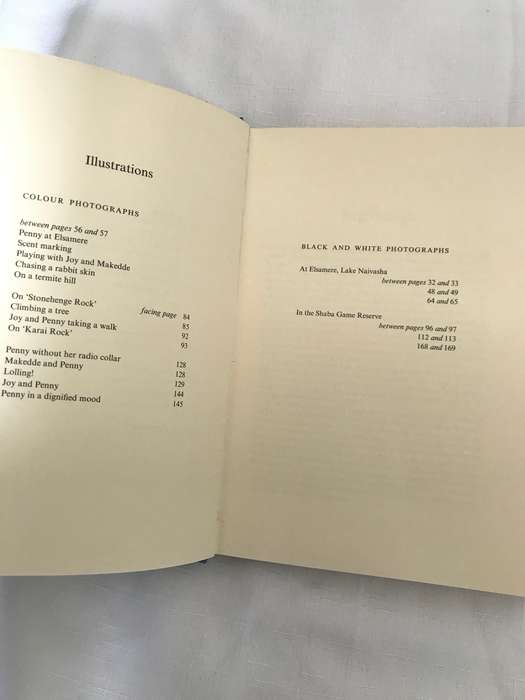 Illustrations
COLOUR PHOTOGRAPHS
between pages 56 and 57
Penny at Elsamere
Scent marking
Playing with Joy and Makedde
Chasing a rabbit skin
On a termite hill
On 'Stonehenge Rock' facing page 84
Climbing a tree 85
Joy and Penny taking a walk 92
On 'Karai Rock' 93
Penny without her radio collar 128
Makedde and Penny 128
Lolling! 129
Joy and Penny 144
Penny in a dignified mood 145
BLACK AND WHITE PHOTOGRAPHS
At Elsamere, Lake Naivasha
between pages 32 and 33
48 and 49
64 and 65
In the Shaba Game Reserve
between pages 96 and 97
112 and 113
168 and 169